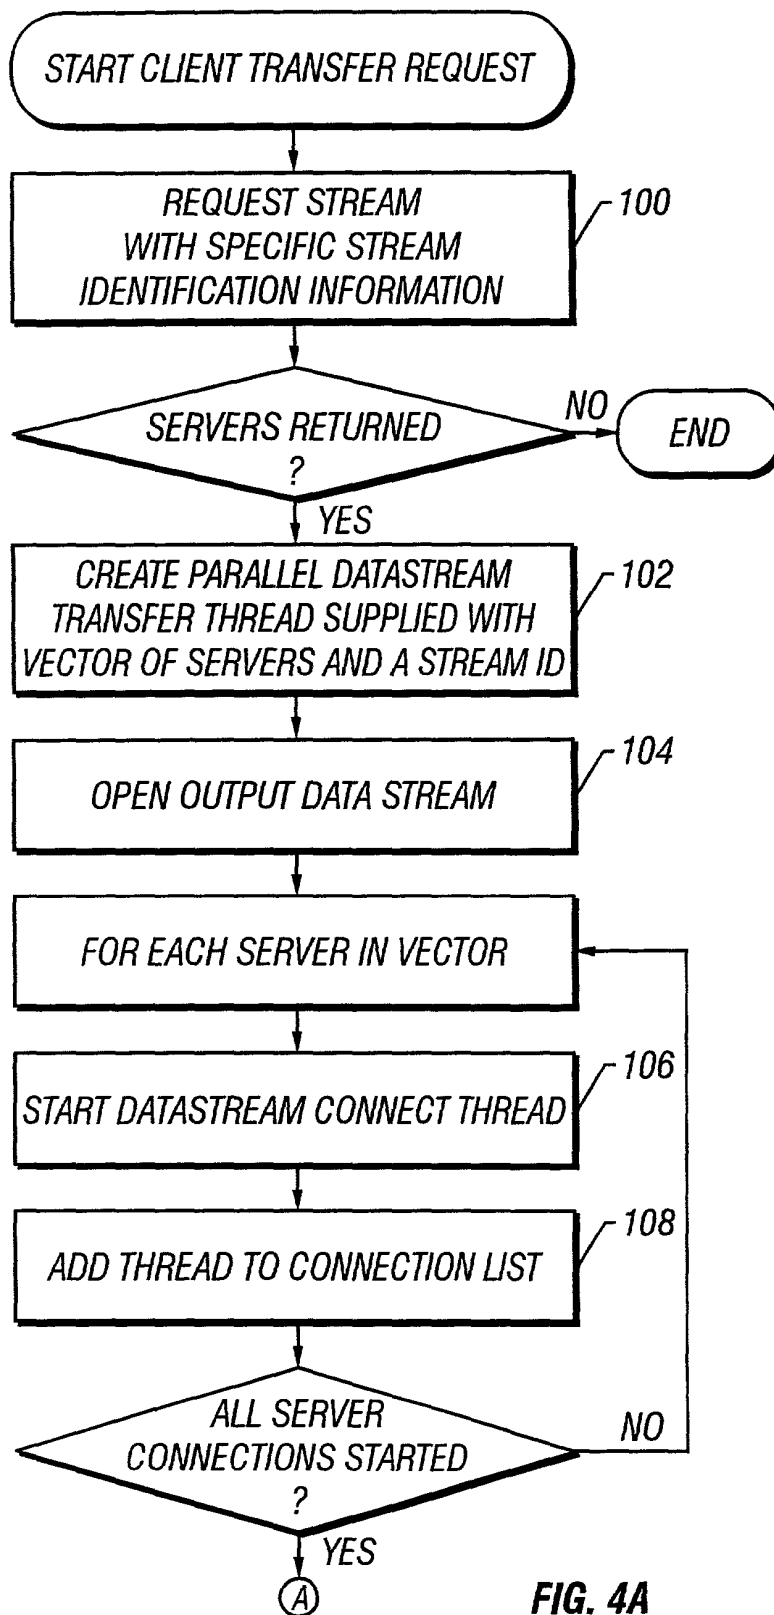 START CLIENT TRANSFER REQUEST
REQUEST STREAM
WITH SPECIFIC STREAM
IDENTIFICATION INFORMATION
100
SERVERS RETURNED
?
NO
END
YES
CREATE PARALLEL DATASTREAM
TRANSFER THREAD SUPPLIED WITH
VECTOR OF SERVERS AND A STREAM ID
102
OPEN OUTPUT DATA STREAM
104
FOR EACH SERVER IN VECTOR
START DATASTREAM CONNECT THREAD
106
ADD THREAD TO CONNECTION LIST
108
ALL SERVER
CONNECTIONS STARTED
?
NO
YES
A
FIG. 4A